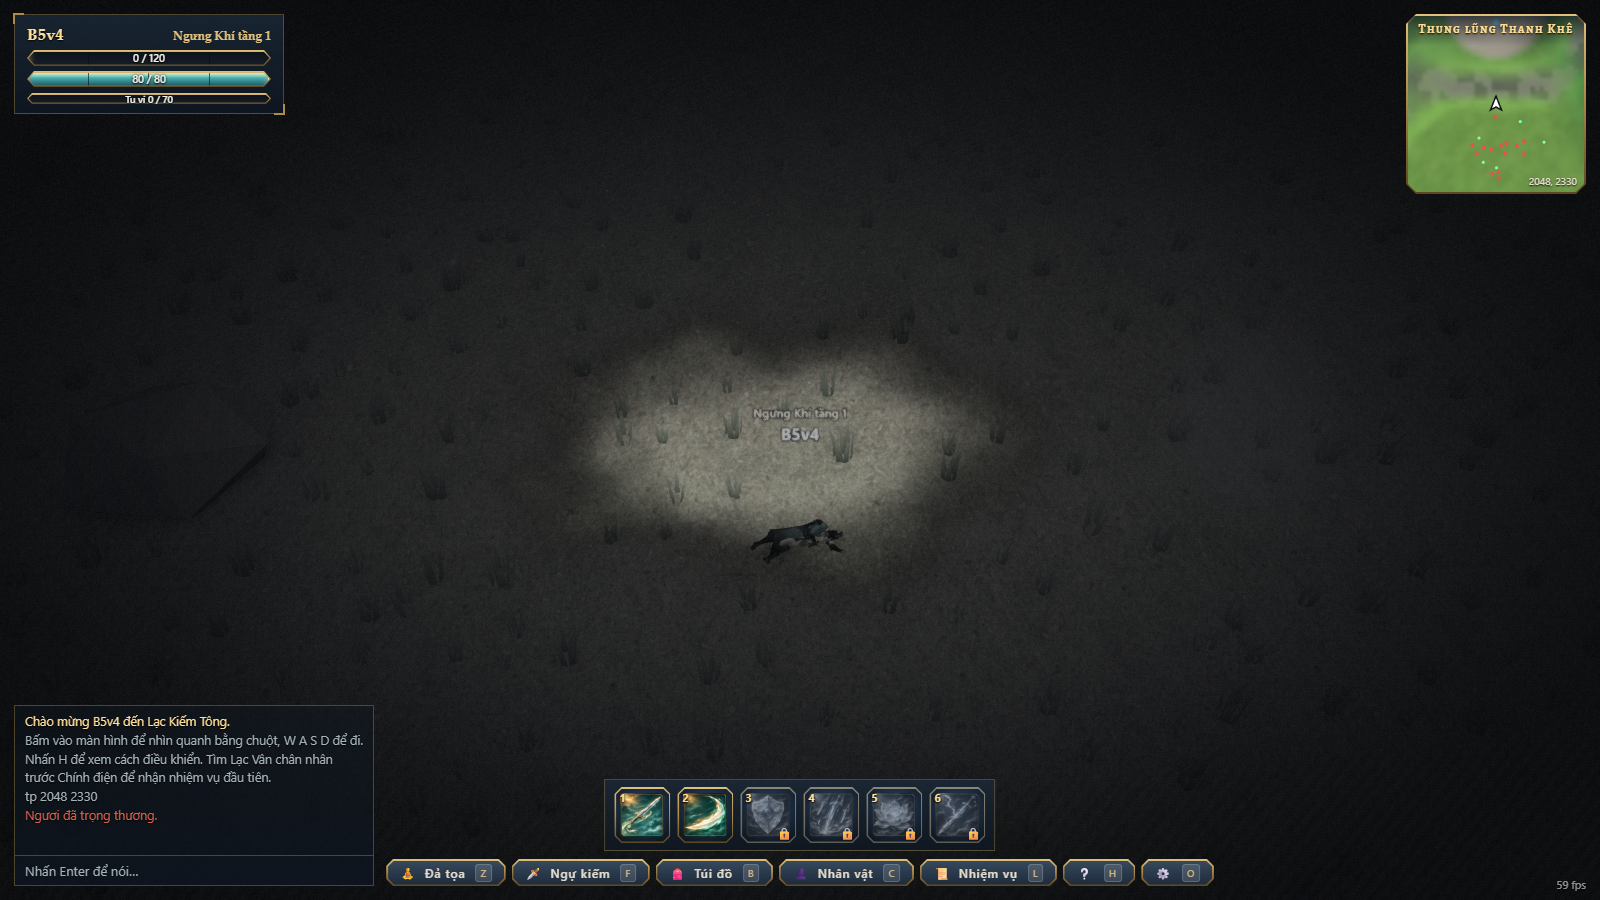 B5v4
Ngưng Khí tầng 1
0 / 120
80 / 80
Tu vi 0 / 70
Thung lũng Thanh Khê
2048, 2330
Ngưng Khí tầng 1
B5v4
Chào mừng B5v4 đến Lạc Kiếm Tông.
Bấm vào màn hình để nhìn quanh bằng chuột, W A S D để đi.
Nhấn H để xem cách điều khiển. Tìm Lạc Vân chân nhân
trước Chính điện để nhận nhiệm vụ đầu tiên.
tp 2048 2330
Ngươi đã trọng thương.
Nhấn Enter để nói...
1 2 3 4 5 6
Đả tọa Z Ngự kiếm F Túi đồ B Nhân vật C Nhiệm vụ L ? H O
59 fps